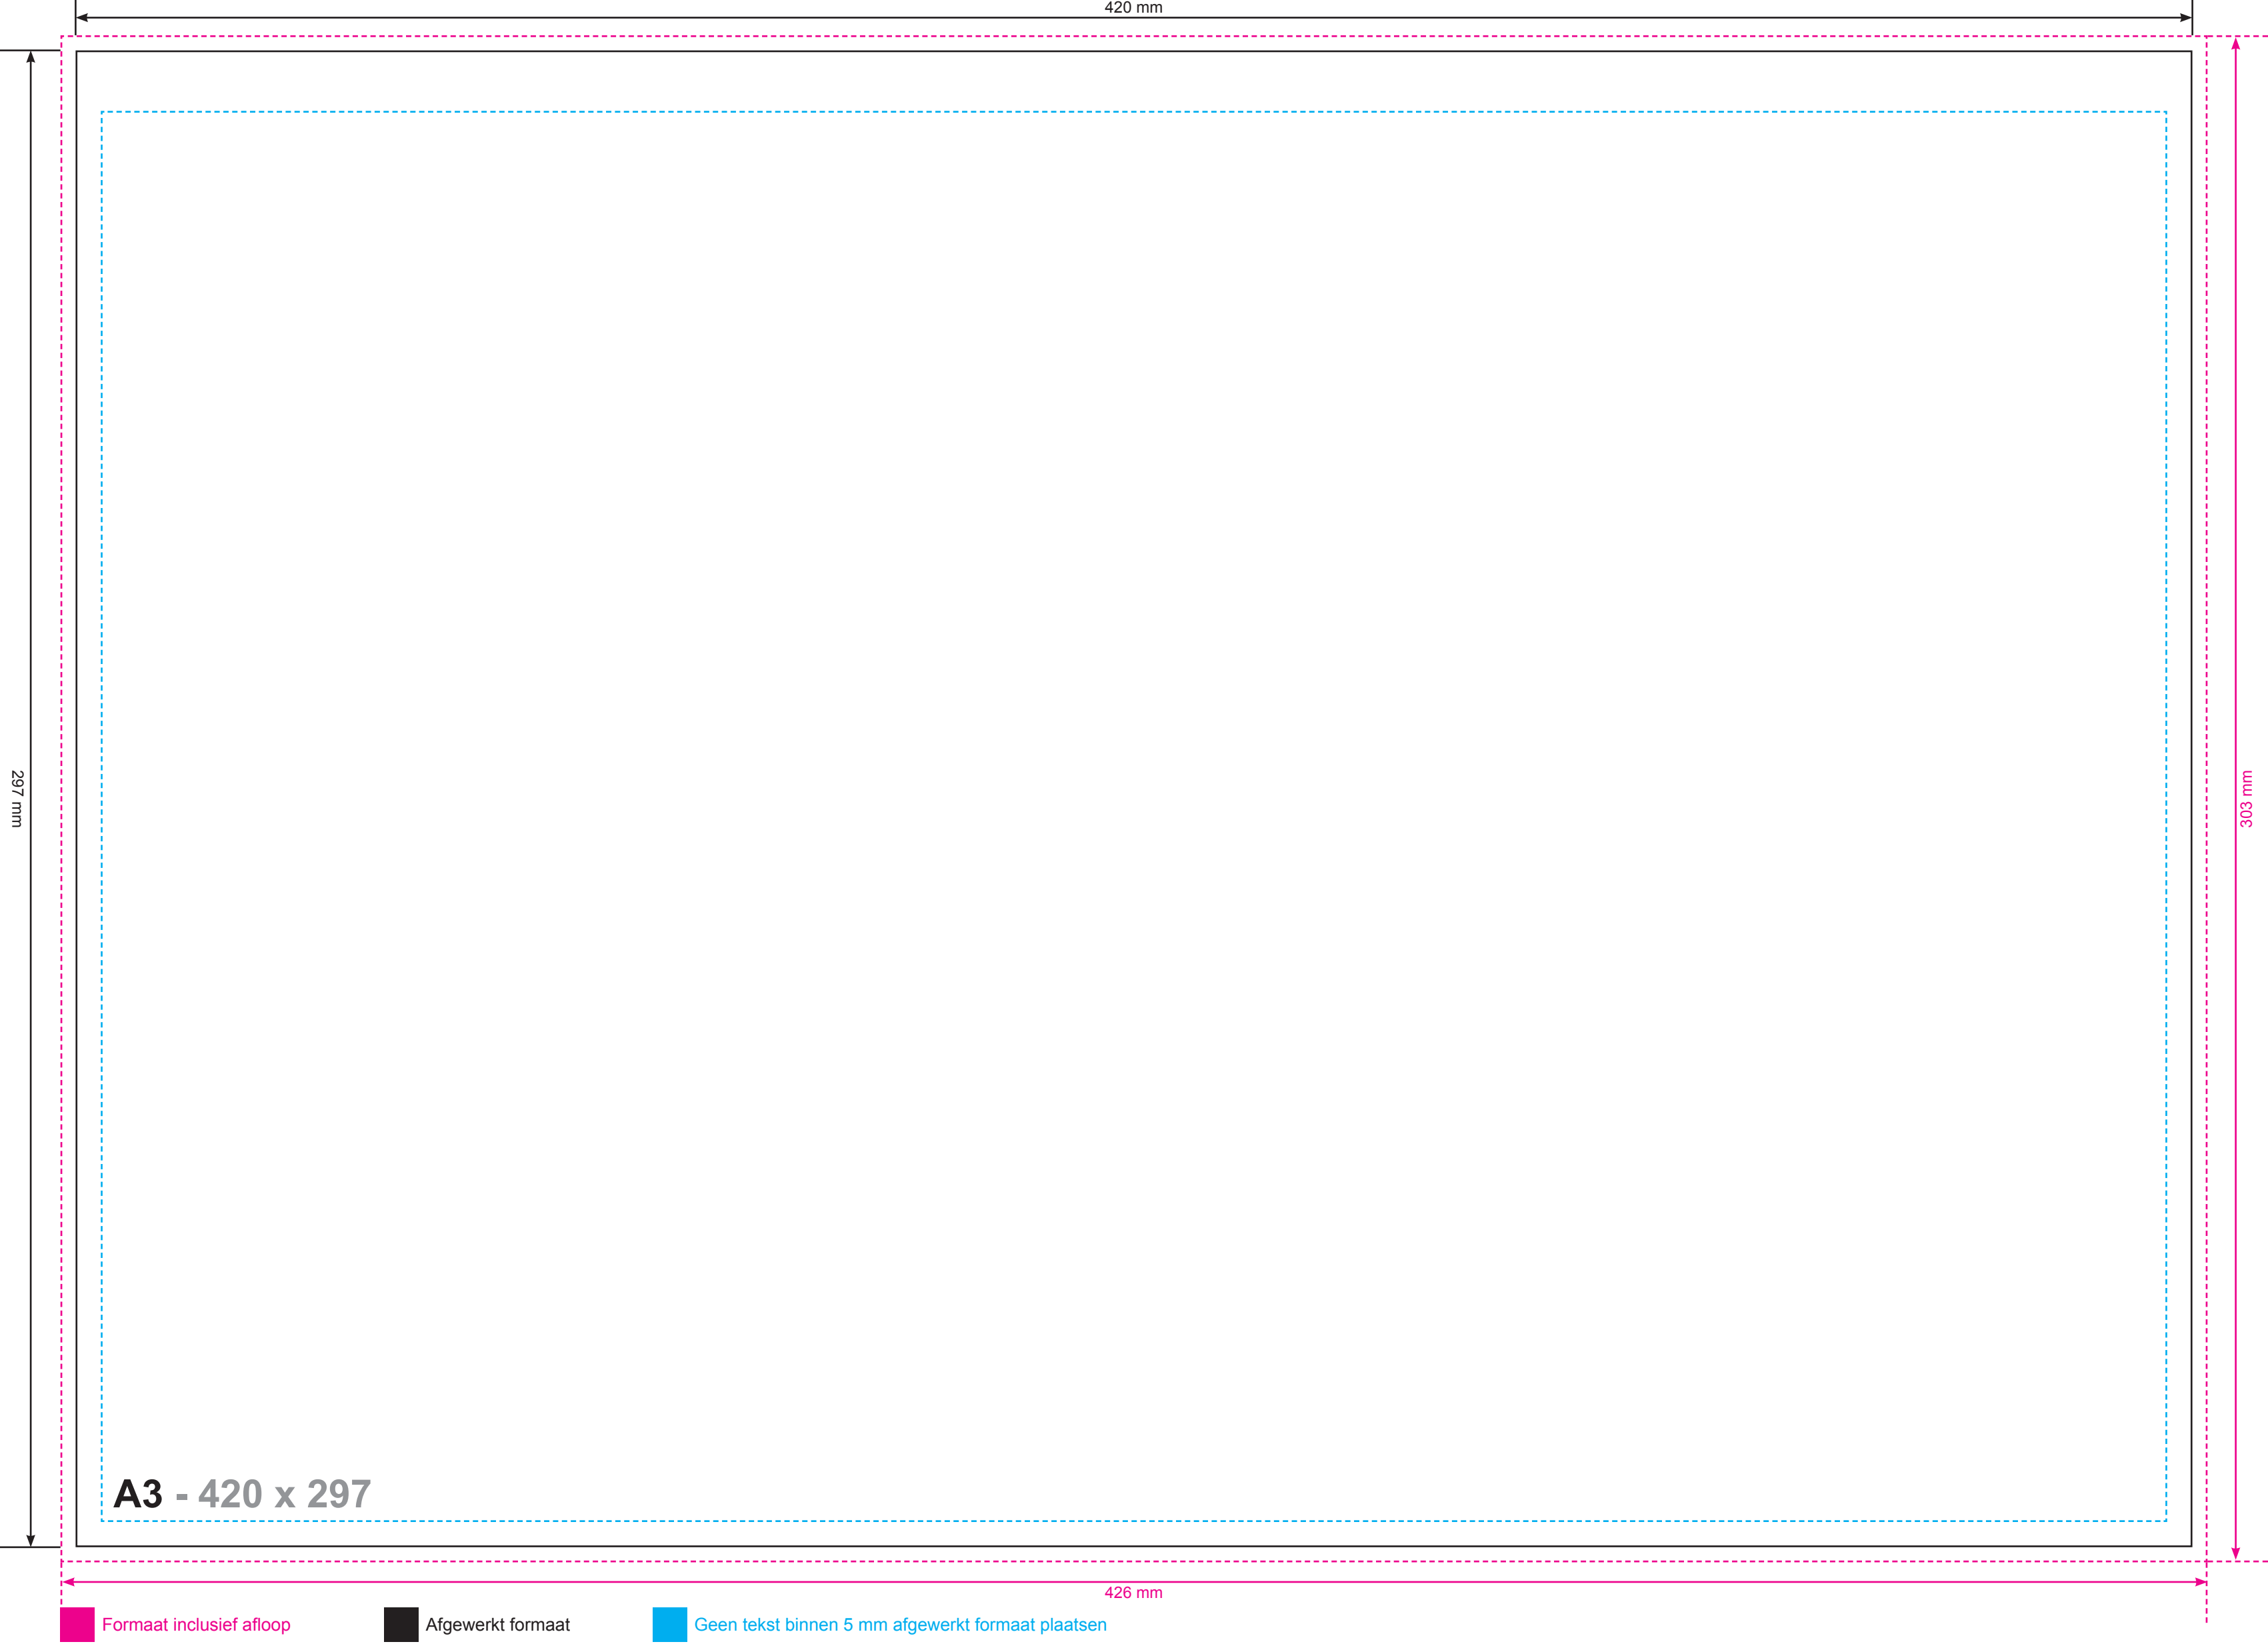 420 mm
297 mm
303 mm
A3 - 420 x 297
426 mm
Formaat inclusief afloop
Afgewerkt formaat
Geen tekst binnen 5 mm afgewerkt formaat plaatsen